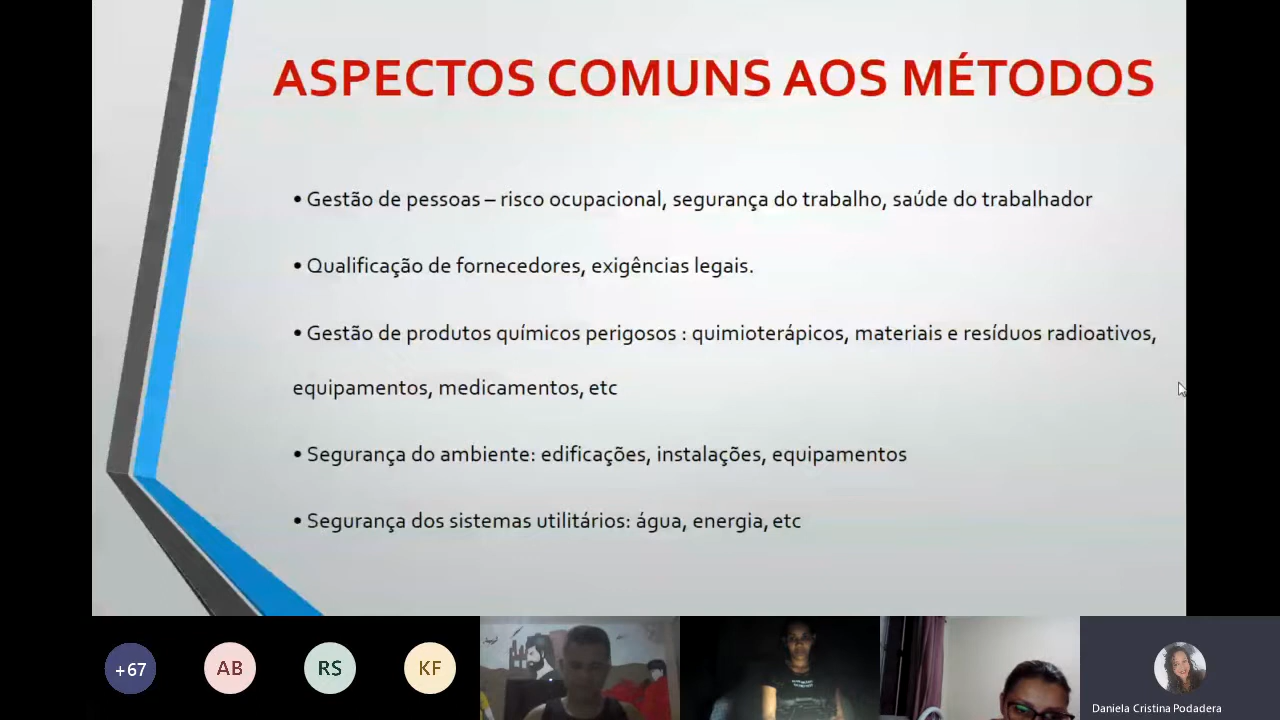 ASPECTOS COMUNS AOS MÉTODOS
• Gestão de pessoas – risco ocupacional, segurança do trabalho, saúde do trabalhador
• Qualificação de fornecedores, exigências legais.
• Gestão de produtos químicos perigosos : quimioterápicos, materiais e resíduos radioativos,
equipamentos, medicamentos, etc
• Segurança do ambiente: edificações, instalações, equipamentos
• Segurança dos sistemas utilitários: água, energia, etc
+67 AB RS KF
Daniela Cristina Podadera